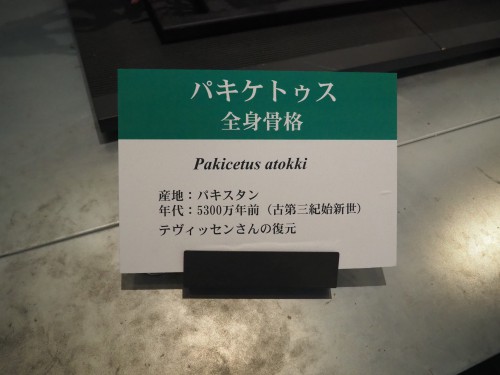 パキケトゥス
全身骨格
Pakicetus atokki
産地：パキスタン
年代：5300万年前（古第三紀始新世）
テヴィッセンさんの復元